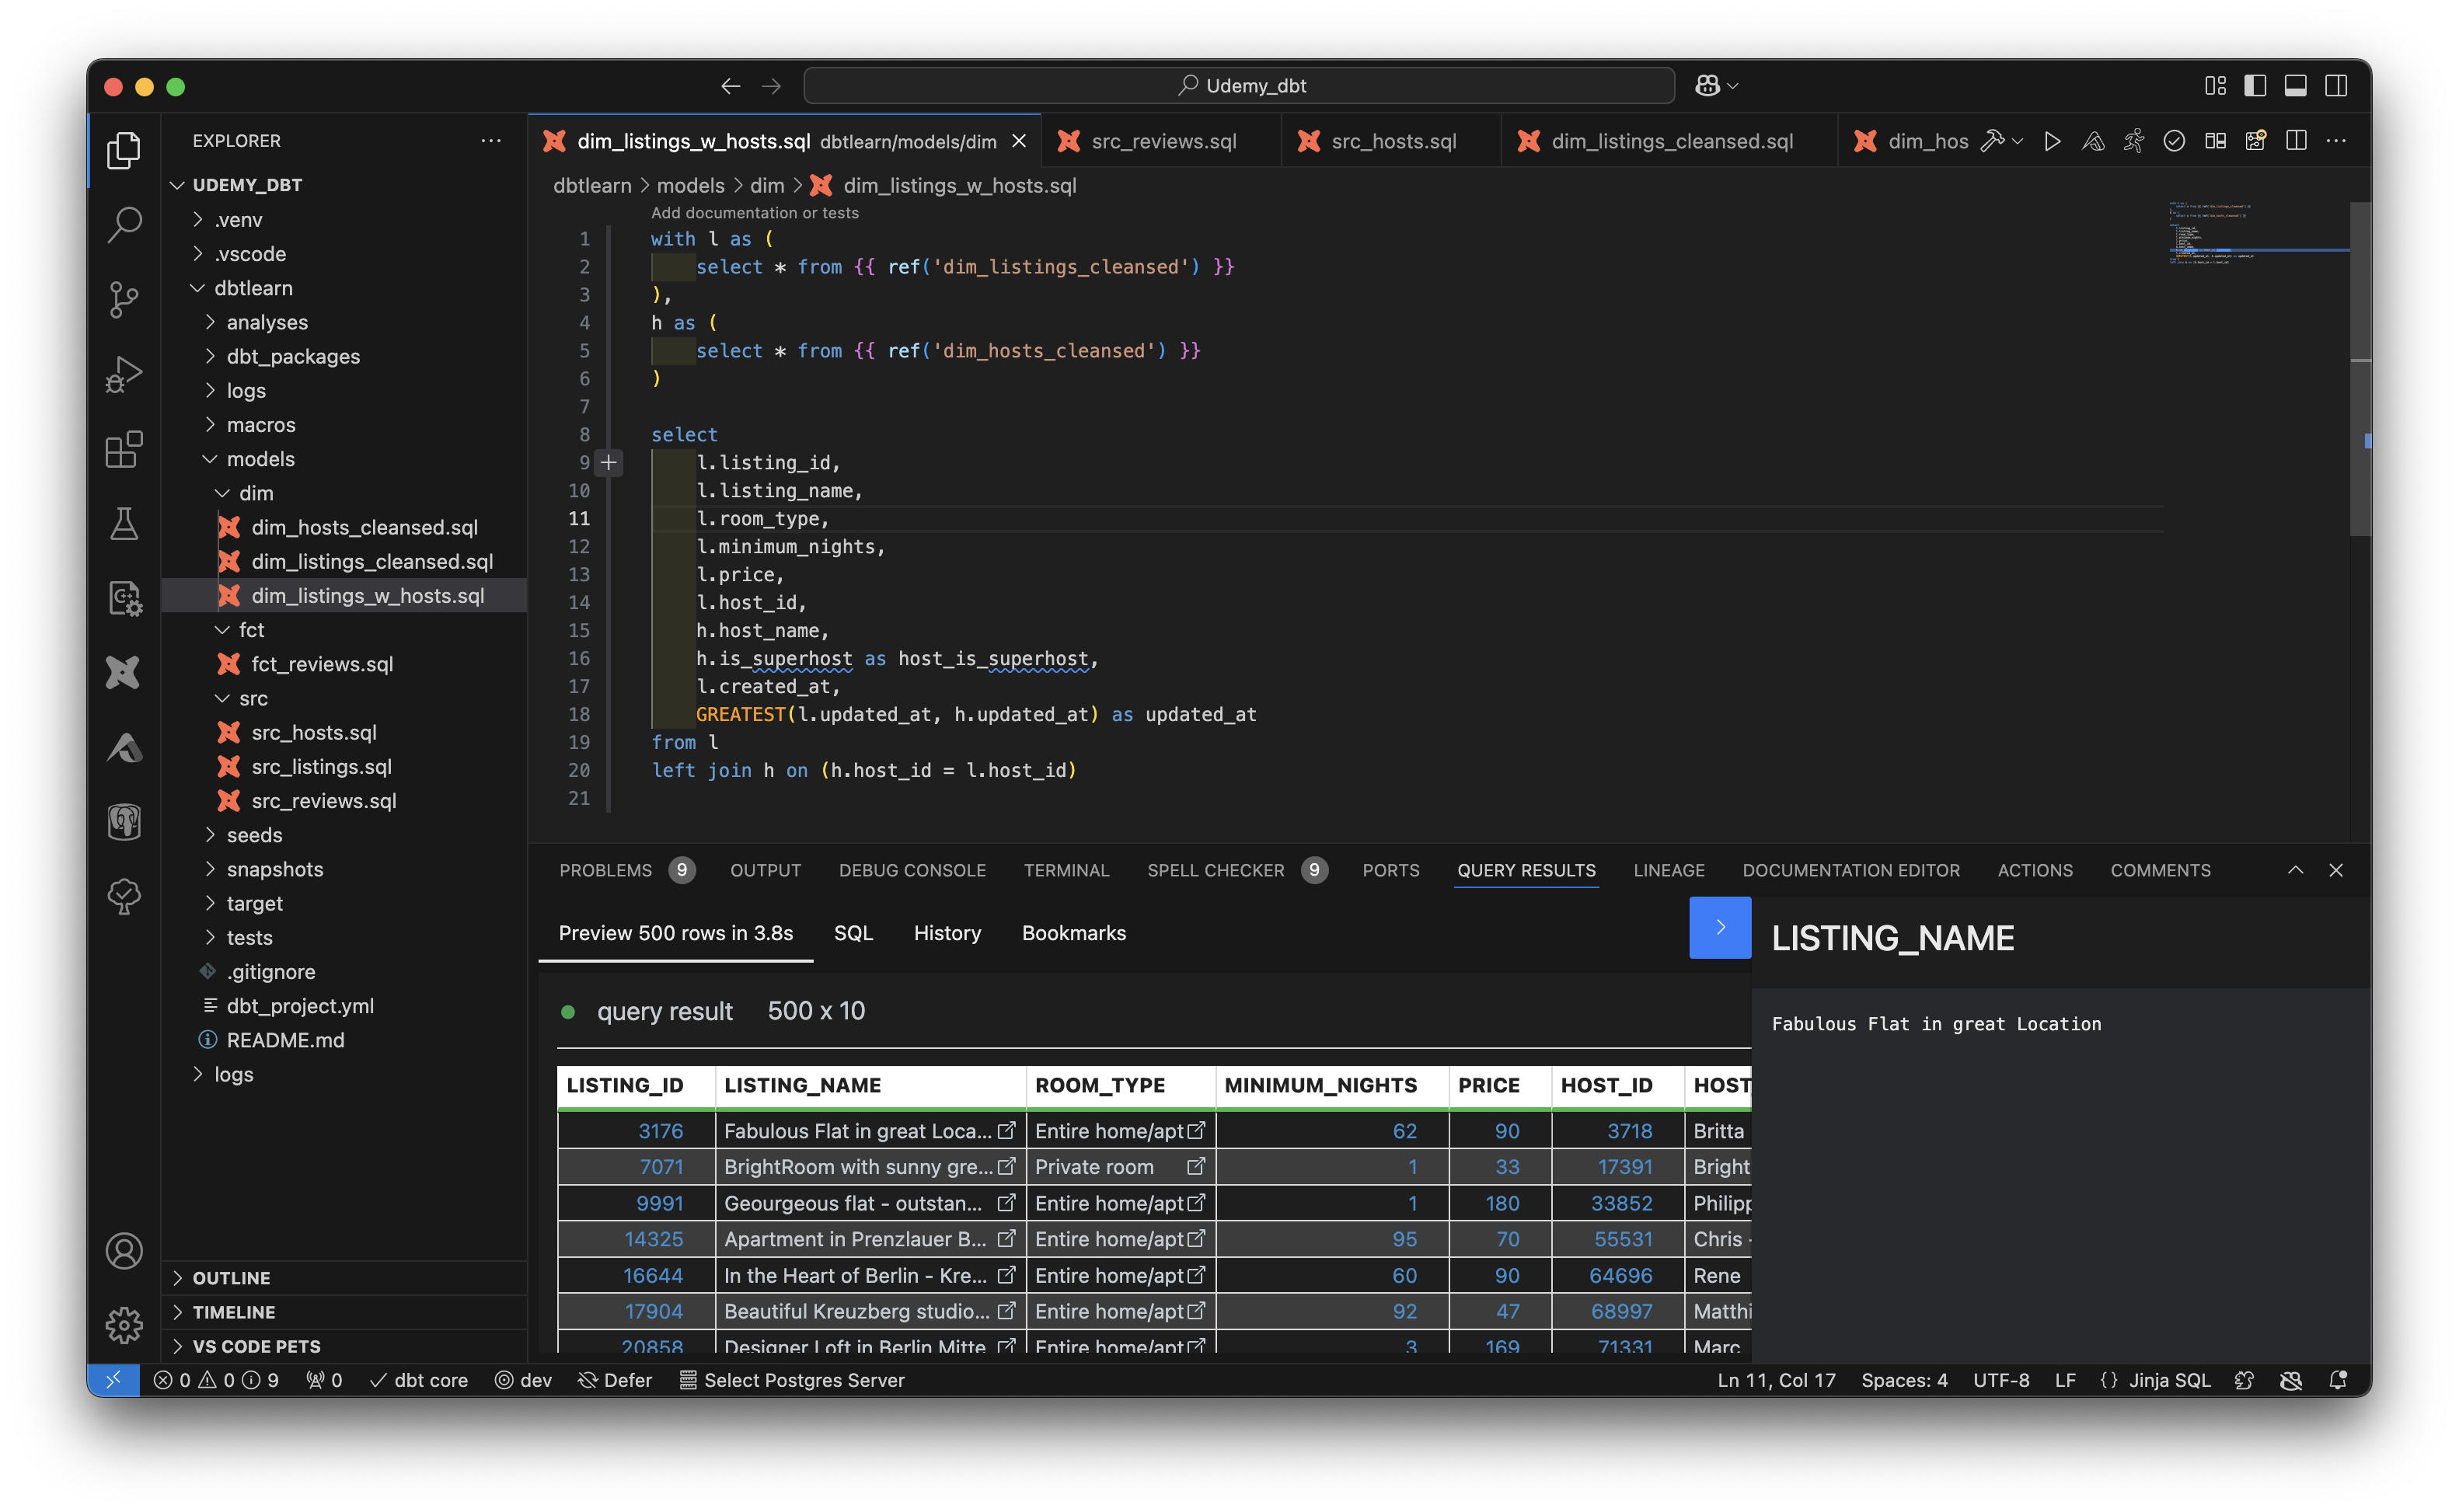 Udemy_dbt
EXPLORER
UDEMY_DBT
.venv
.vscode
dbtlearn
analyses
dbt_packages
logs
macros
models
dim
dim_hosts_cleansed.sql
dim_listings_cleansed.sql
dim_listings_w_hosts.sql
fct
fct_reviews.sql
src
src_hosts.sql
src_listings.sql
src_reviews.sql
seeds
snapshots
target
tests
.gitignore
dbt_project.yml
README.md
logs
OUTLINE
TIMELINE
VS CODE PETS
dim_listings_w_hosts.sql dbtlearn/models/dim
src_reviews.sql
src_hosts.sql
dim_listings_cleansed.sql
dim_hos
dbtlearn > models > dim > dim_listings_w_hosts.sql
Add documentation or tests
1 with l as (
2 select * from {{ ref('dim_listings_cleansed') }}
3 ),
4 h as (
5 select * from {{ ref('dim_hosts_cleansed') }}
6 )
7
8 select
9 l.listing_id,
10 l.listing_name,
11 l.room_type,
12 l.minimum_nights,
13 l.price,
14 l.host_id,
15 h.host_name,
16 h.is_superhost as host_is_superhost,
17 l.created_at,
18 GREATEST(l.updated_at, h.updated_at) as updated_at
19 from l
20 left join h on (h.host_id = l.host_id)
21
PROBLEMS 9 OUTPUT DEBUG CONSOLE TERMINAL SPELL CHECKER 9 PORTS QUERY RESULTS LINEAGE DOCUMENTATION EDITOR ACTIONS COMMENTS
Preview 500 rows in 3.8s SQL History Bookmarks
query result 500 x 10
LISTING_ID LISTING_NAME ROOM_TYPE MINIMUM_NIGHTS PRICE HOST_ID HOST_
3176 Fabulous Flat in great Loca... Entire home/apt 62 90 3718 Britta
7071 BrightRoom with sunny gre... Private room 1 33 17391 Bright
9991 Geourgeous flat - outstan... Entire home/apt 1 180 33852 Philipp
14325 Apartment in Prenzlauer B... Entire home/apt 95 70 55531 Chris -
16644 In the Heart of Berlin - Kre... Entire home/apt 60 90 64696 Rene
17904 Beautiful Kreuzberg studio... Entire home/apt 92 47 68997 Matthi
20858 Designer Loft in Berlin Mitte Entire home/apt 3 169 71331 Marc
LISTING_NAME
Fabulous Flat in great Location
0 0 9 0 dbt core dev Defer Select Postgres Server
Ln 11, Col 17 Spaces: 4 UTF-8 LF {} Jinja SQL